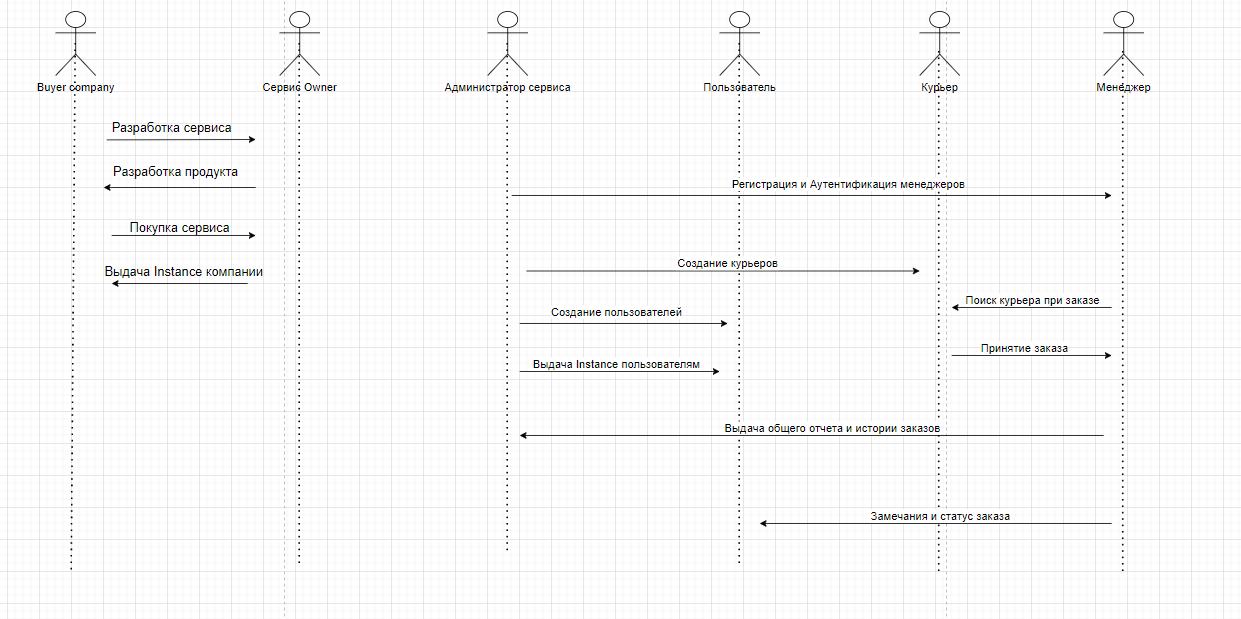 Buyer company
Сервис Owner
Администратор сервиса
Пользователь
Курьер
Менеджер
Разработка сервиса
Разработка продукта
Регистрация и Аутентификация менеджеров
Покупка сервиса
Выдача Instance компании
Создание курьеров
Поиск курьера при заказе
Создание пользователей
Принятие заказа
Выдача Instance пользователям
Выдача общего отчета и истории заказов
Замечания и статус заказа